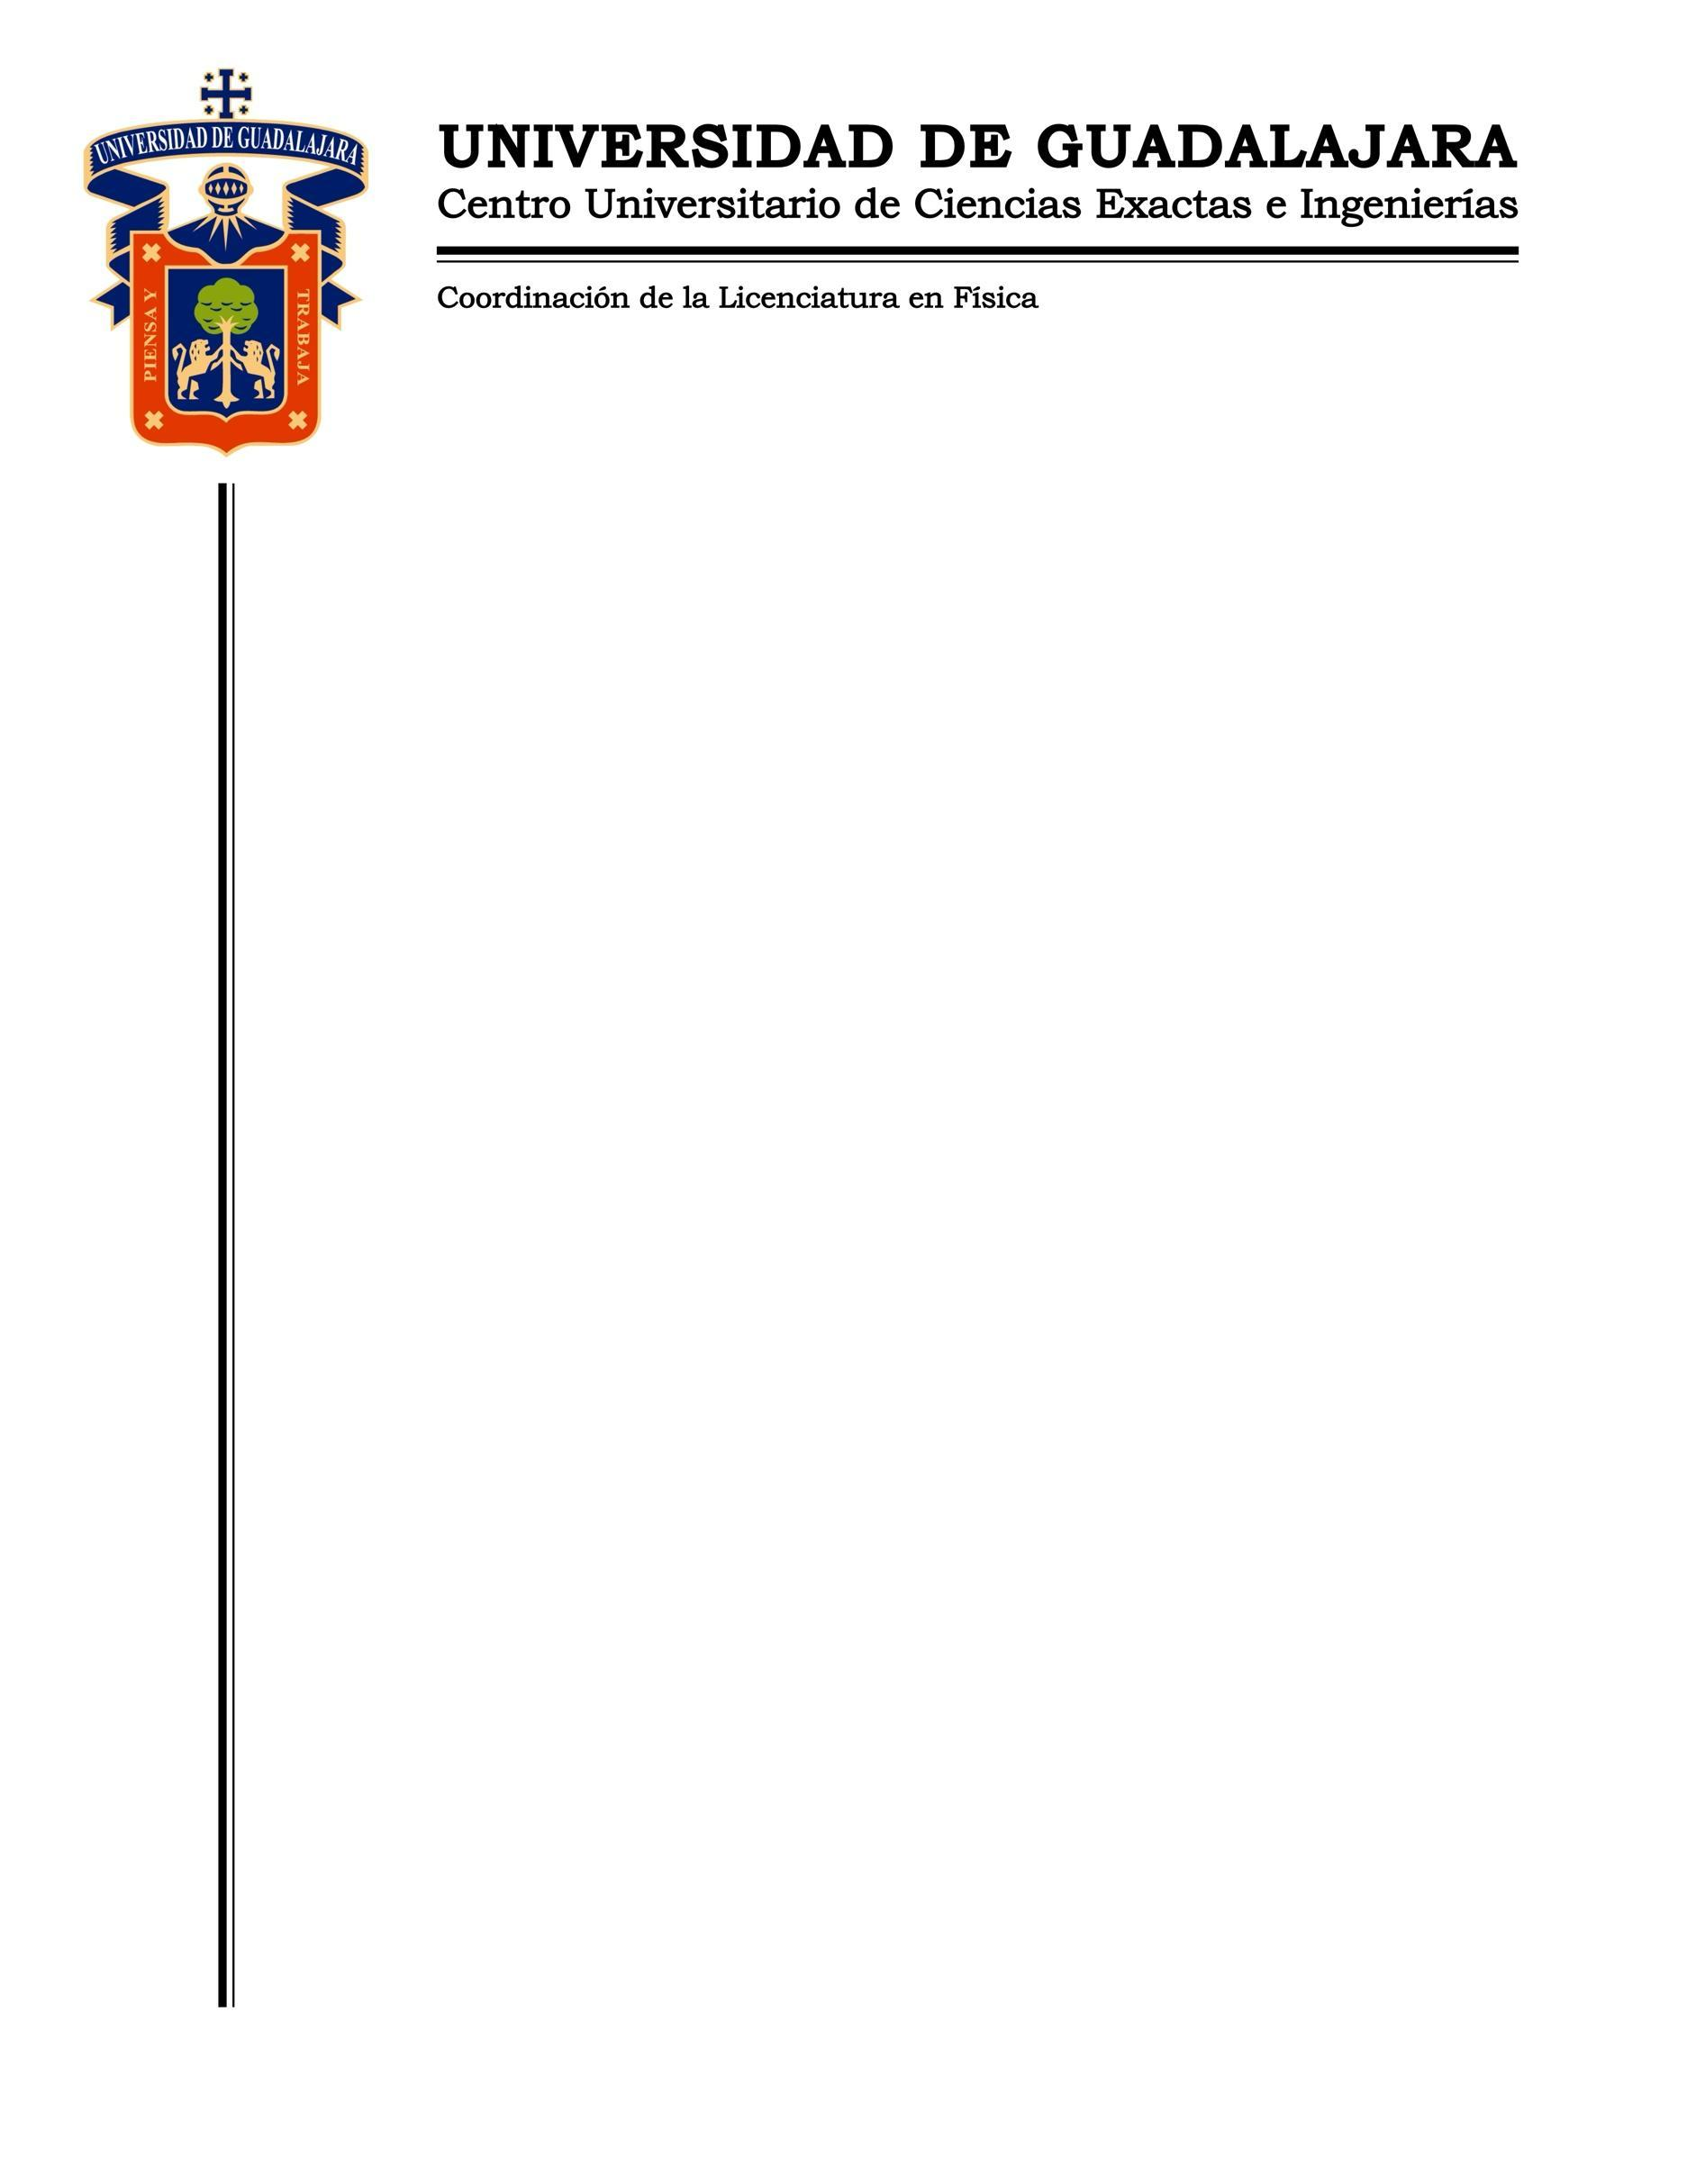 UNIVERSIDAD DE GUADALAJARA
UNIVERSIDAD DE GUADALAJARA
Centro Universitario de Ciencias Exactas e Ingenierías
Coordinación de la Licenciatura en Física
PIENSA Y
TRABAJA